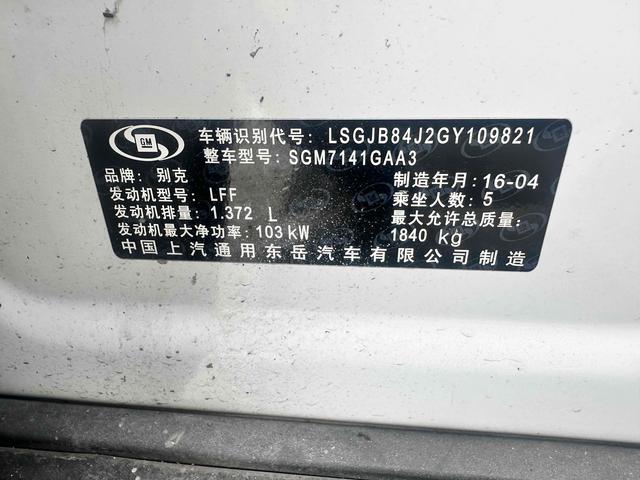 GM
车辆识别代号: LSGJB84J2GY109821
整车型号: SGM7141GAA3
品牌: 别克 制造年月: 16-04
发动机型号: LFF 乘坐人数: 5
发动机排量: 1.372 L 最大允许总质量:
发动机最大净功率: 103 kW 1840 kg
中国上汽通用东岳汽车有限公司制造